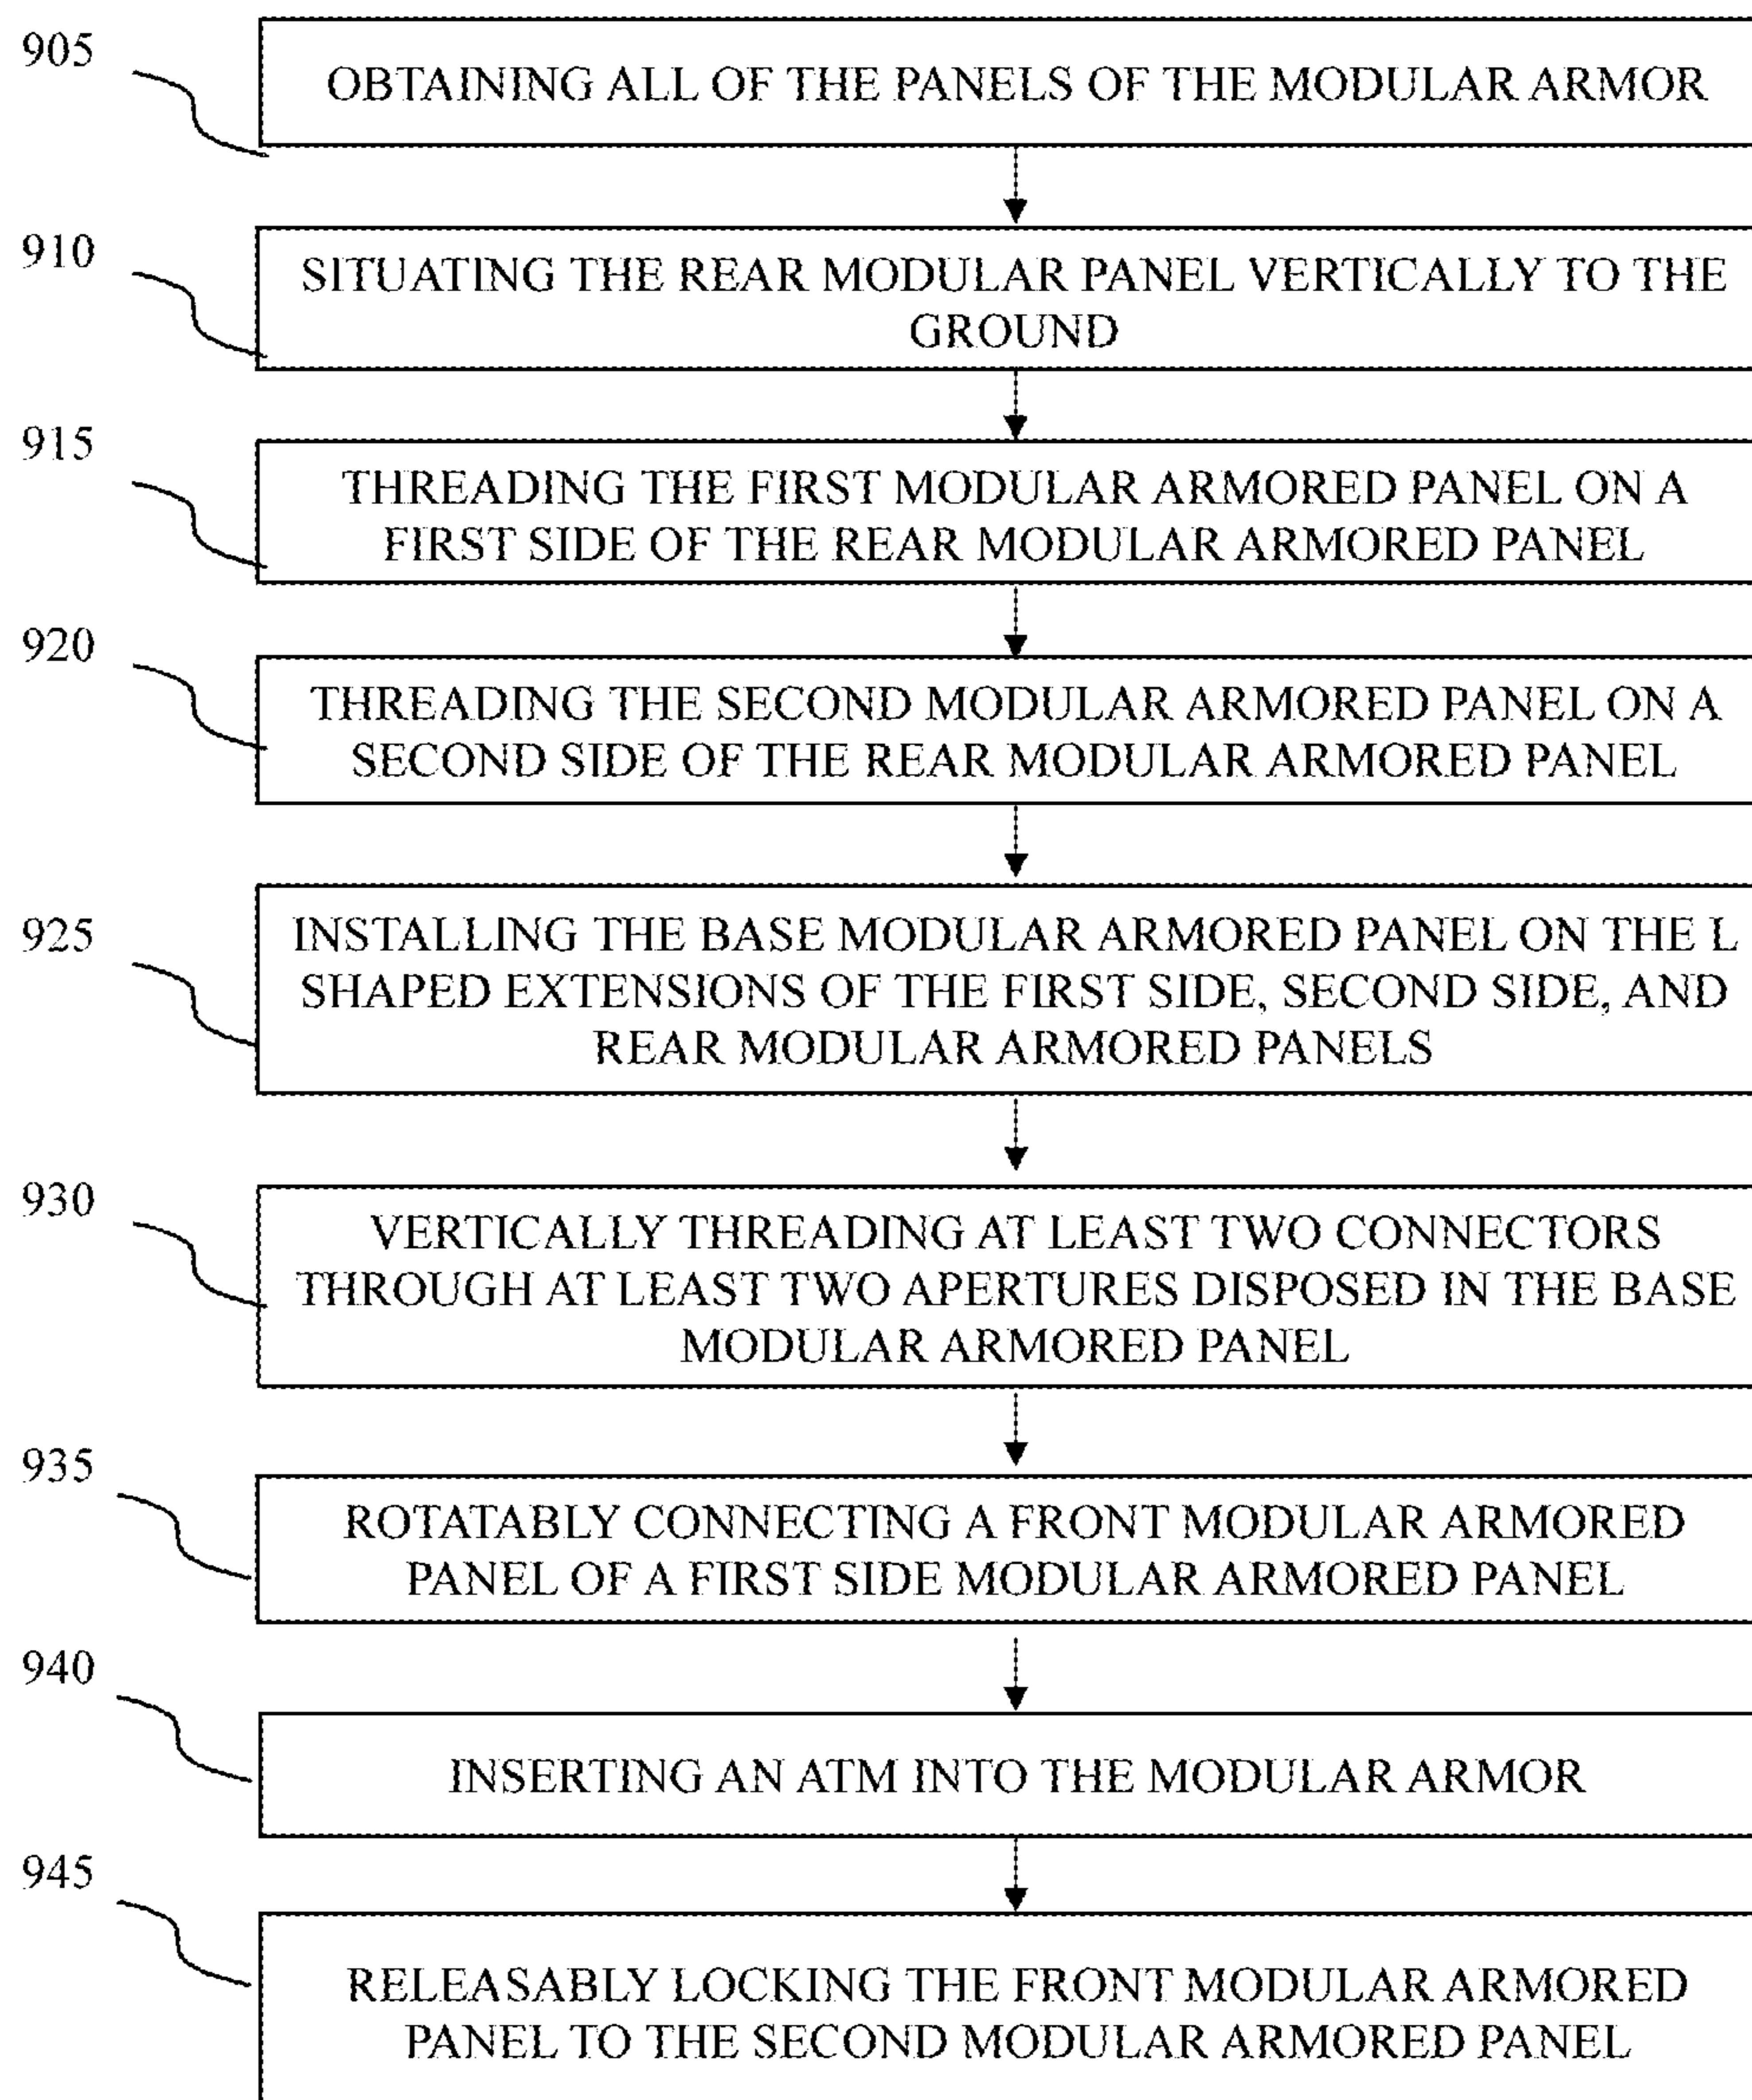 905
OBTAINING ALL OF THE PANELS OF THE MODULAR ARMOR
910
SITUATING THE REAR MODULAR PANEL VERTICALLY TO THE
GROUND
915
THREADING THE FIRST MODULAR ARMORED PANEL ON A
FIRST SIDE OF THE REAR MODULAR ARMORED PANEL
920
THREADING THE SECOND MODULAR ARMORED PANEL ON A
SECOND SIDE OF THE REAR MODULAR ARMORED PANEL
925
INSTALLING THE BASE MODULAR ARMORED PANEL ON THE L
SHAPED EXTENSIONS OF THE FIRST SIDE, SECOND SIDE, AND
REAR MODULAR ARMORED PANELS
930
VERTICALLY THREADING AT LEAST TWO CONNECTORS
THROUGH AT LEAST TWO APERTURES DISPOSED IN THE BASE
MODULAR ARMORED PANEL
935
ROTATABLY CONNECTING A FRONT MODULAR ARMORED
PANEL OF A FIRST SIDE MODULAR ARMORED PANEL
940
INSERTING AN ATM INTO THE MODULAR ARMOR
945
RELEASABLY LOCKING THE FRONT MODULAR ARMORED
PANEL TO THE SECOND MODULAR ARMORED PANEL